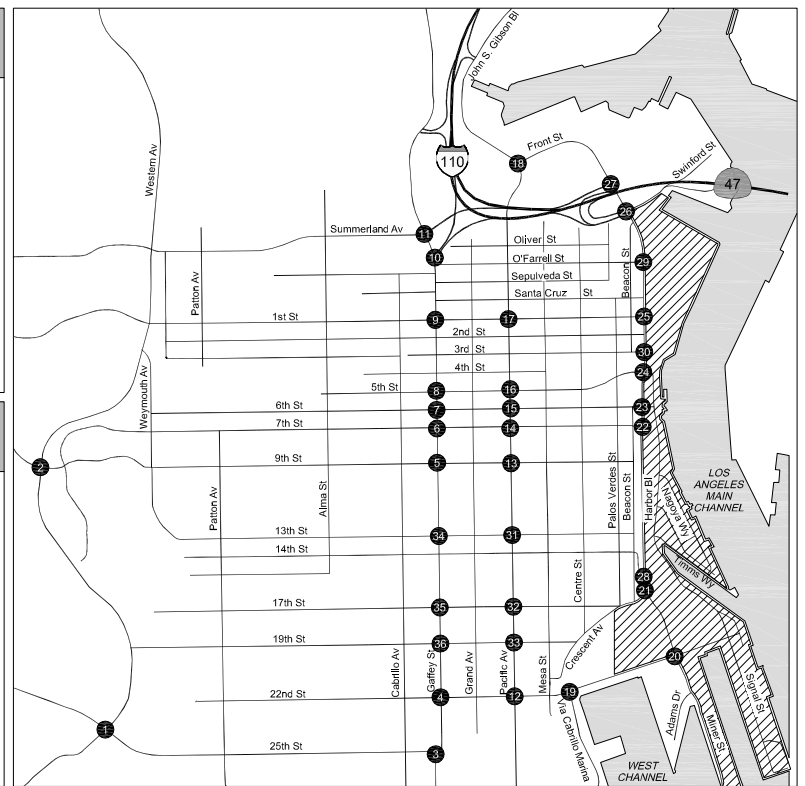 John S. Gibson Bl
Front St
18
110
Swinford St
47
27
26
Western Av
Summerland Av
11
10
Oliver St
O'Farrell St
29
Sepulveda St
Beacon St
Santa Cruz St
Patton Av
1st St
9
17
25
2nd St
3rd St
30
4th St
24
5th St
8
16
Weymouth Av
6th St
7
15
23
7th St
6
14
22
2
9th St
5
13
Patton Av
Alma St
Palos Verdes St
Beacon St
Harbor Bl
Nagoya Wy
LOS
ANGELES
MAIN
CHANNEL
13th St
34
31
14th St
Centre St
28
21
Timms Wy
17th St
35
32
19th St
36
33
Cabrillo Av
Gaffey St
Grand Av
Pacific Av
Mesa St
Crescent Av
20
22nd St
4
12
19
Via Cabrillo Marina
Adams Dr
Miner St
Signal St
1
25th St
3
WEST
CHANNEL